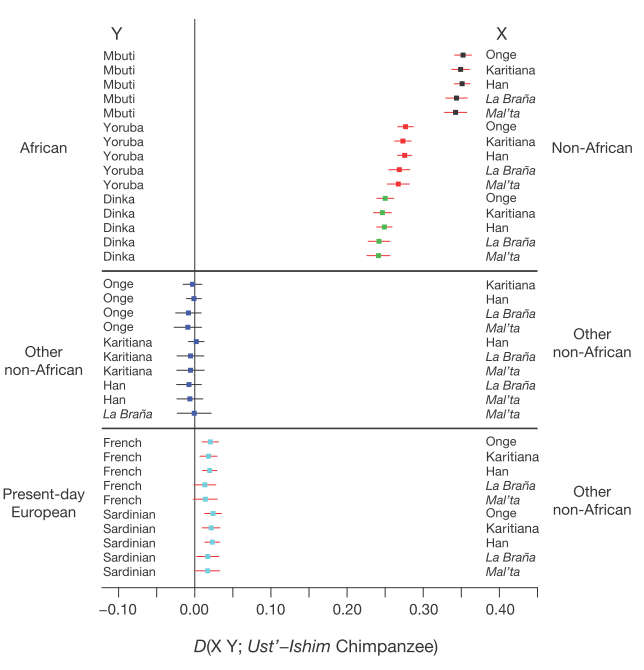 Y X
Mbuti Onge
Mbuti Karitiana
Mbuti Han
Mbuti La Braña
Mbuti Mal’ta
Yoruba Onge
Yoruba Karitiana
African Non-African
Yoruba Han
Yoruba La Braña
Yoruba Mal’ta
Dinka Onge
Dinka Karitiana
Dinka Han
Dinka La Braña
Dinka Mal’ta
Onge Karitiana
Onge Han
Onge La Braña
Onge Mal’ta
Other
non-African
Other
non-African
Karitiana Han
Karitiana La Braña
Karitiana Mal’ta
Han La Braña
Han Mal’ta
La Braña Mal’ta
French Onge
French Karitiana
French Han
French La Braña
French Mal’ta
Present-day
European
Other
non-African
Sardinian Onge
Sardinian Karitiana
Sardinian Han
Sardinian La Braña
Sardinian Mal’ta
−0.10 0.00 0.10 0.20 0.30 0.40
D(X Y; Ust’−Ishim Chimpanzee)